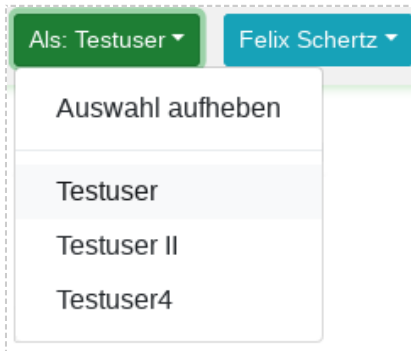 Als: Testuser Felix Schertz
Auswahl aufheben
Testuser
Testuser II
Testuser4